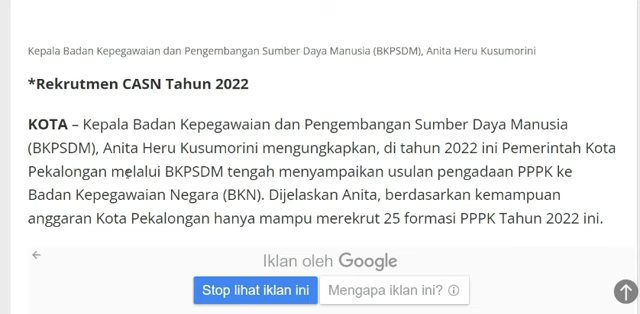 Kepala Badan Kepegawaian dan Pengembangan Sumber Daya Manusia (BKPSDM), Anita Heru Kusumorini
*Rekrutmen CASN Tahun 2022
KOTA – Kepala Badan Kepegawaian dan Pengembangan Sumber Daya Manusia
(BKPSDM), Anita Heru Kusumorini mengungkapkan, di tahun 2022 ini Pemerintah Kota
Pekalongan melalui BKPSDM tengah menyampaikan usulan pengadaan PPPK ke
Badan Kepegawaian Negara (BKN). Dijelaskan Anita, berdasarkan kemampuan
anggaran Kota Pekalongan hanya mampu merekrut 25 formasi PPPK Tahun 2022 ini.
Iklan oleh Google
Stop lihat iklan ini
Mengapa iklan ini?